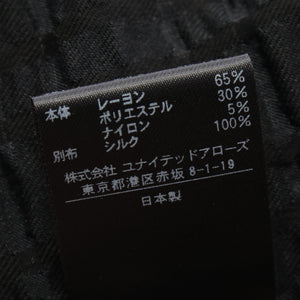 本体 レーヨン 65%
ポリエステル 30%
ナイロン 5%
別布 シルク 100%
株式会社 ユナイテッドアローズ
東京都港区赤坂8-1-19
日本製